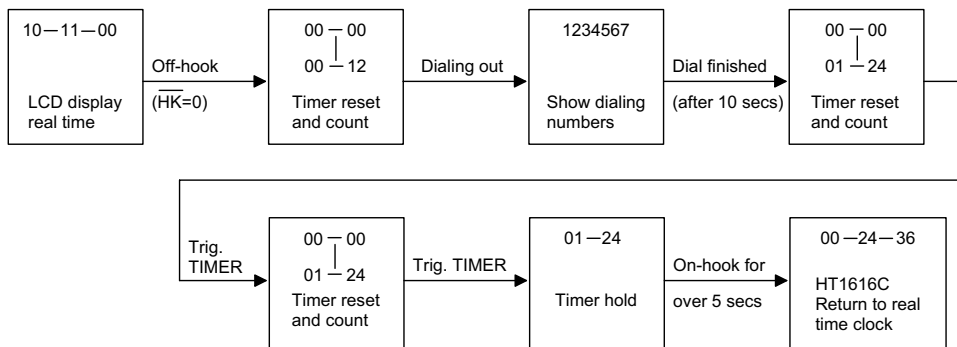 10—11—00
LCD display
real time
Off-hook
(H̅K̅=0)
00—00
00—12
Timer reset
and count
Dialing out
1234567
Show dialing
numbers
Dial finished
(after 10 secs)
00—00
01—24
Timer reset
and count
Trig.
TIMER
00—00
01—24
Timer reset
and count
Trig. TIMER
01—24
Timer hold
On-hook for
over 5 secs
00—24—36
HT1616C
Return to real
time clock